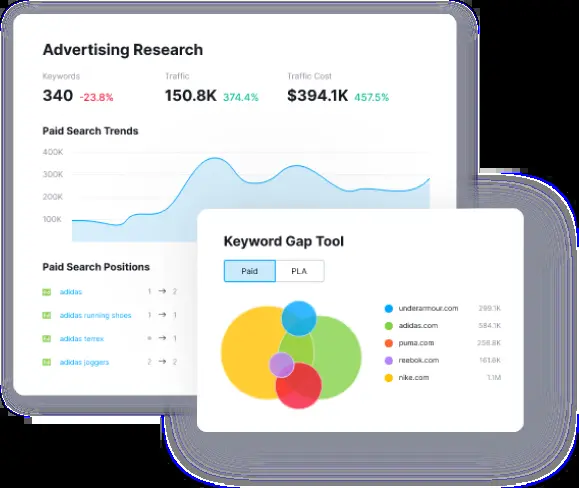 Advertising Research
Keywords Traffic Traffic Cost
340 -23.8% 150.8K 374.4% $394.1K 457.5%
Paid Search Trends
400K
300K
200K
100K
Paid Search Positions
adidas 1 → 2
adidas running shoes 1 → 1
adidas terrex → 1
adidas joggers 2 → 2
Keyword Gap Tool
Paid PLA
underarmour.com 299.1K
adidas.com 584.1K
puma.com 256.8K
reebok.com 163.6K
nike.com 1.1M